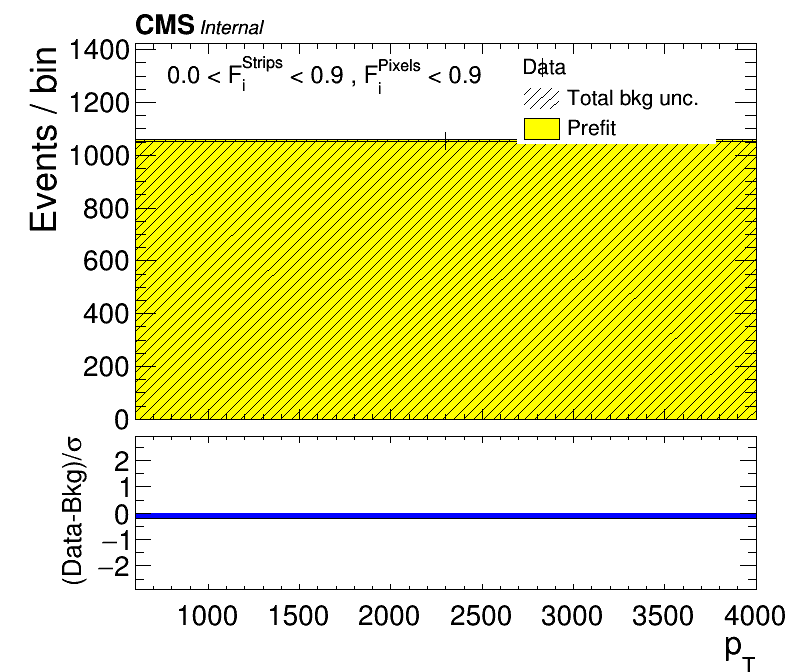 CMS Internal
Events / bin
1400
1200
1000
800
600
400
200
0
0.0 < F_i^Strips < 0.9 , F_i^Pixels < 0.9
Data
Total bkg unc.
Prefit
(Data-Bkg)/σ
2
1
0
−1
−2
1000 1500 2000 2500 3000 3500 4000
p_T